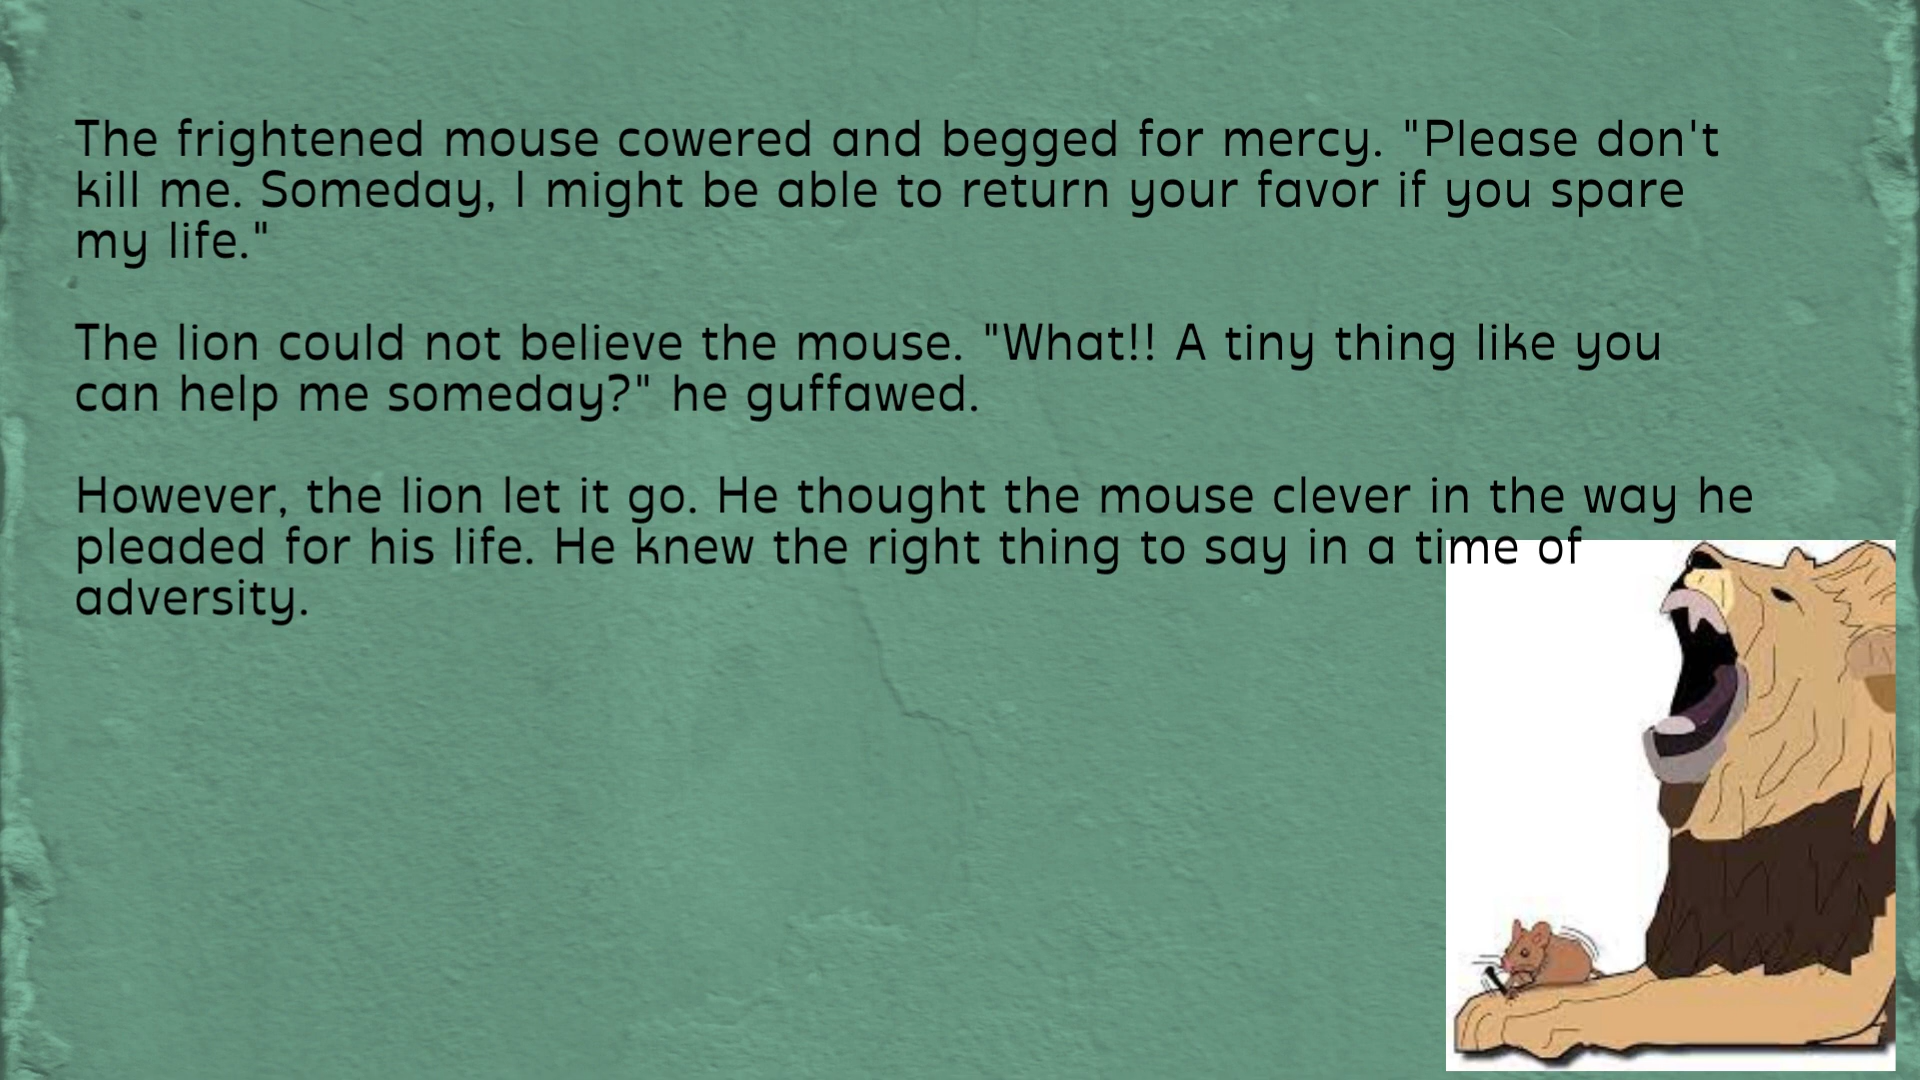 The frightened mouse cowered and begged for mercy. "Please don't
kill me. Someday, I might be able to return your favor if you spare
my life."
The lion could not believe the mouse. "What!! A tiny thing like you
can help me someday?" he guffawed.
However, the lion let it go. He thought the mouse clever in the way he
pleaded for his life. He knew the right thing to say in a time of
adversity.